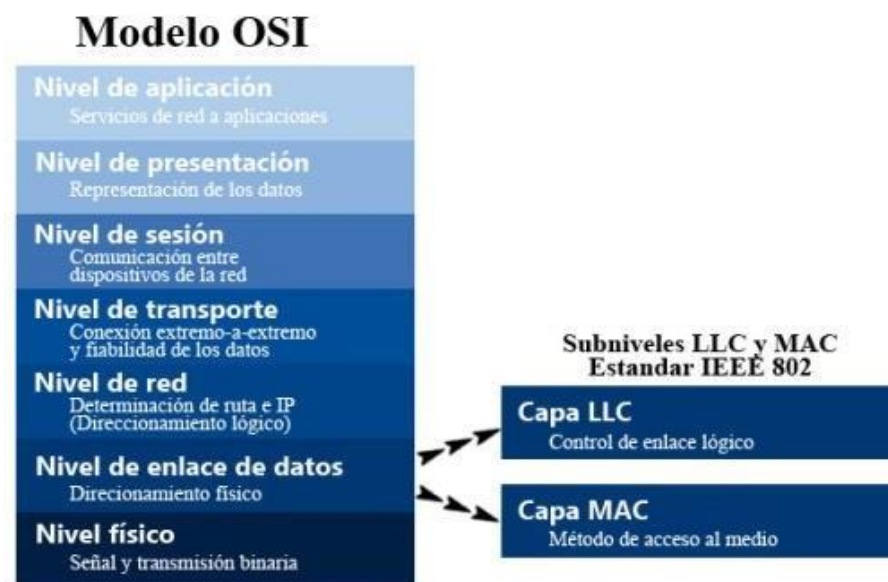 Modelo OSI
Nivel de aplicación
Servicios de red a aplicaciones
Nivel de presentación
Representación de los datos
Nivel de sesión
Comunicación entre
dispositivos de la red
Nivel de transporte
Conexión extremo-a-extremo
y fiabilidad de los datos
Nivel de red
Determinación de ruta e IP
(Direccionamiento lógico)
Nivel de enlace de datos
Direcionamiento físico
Nivel físico
Señal y transmisión binaria
Subniveles LLC y MAC
Estandar IEEE 802
Capa LLC
Control de enlace lógico
Capa MAC
Método de acceso al medio